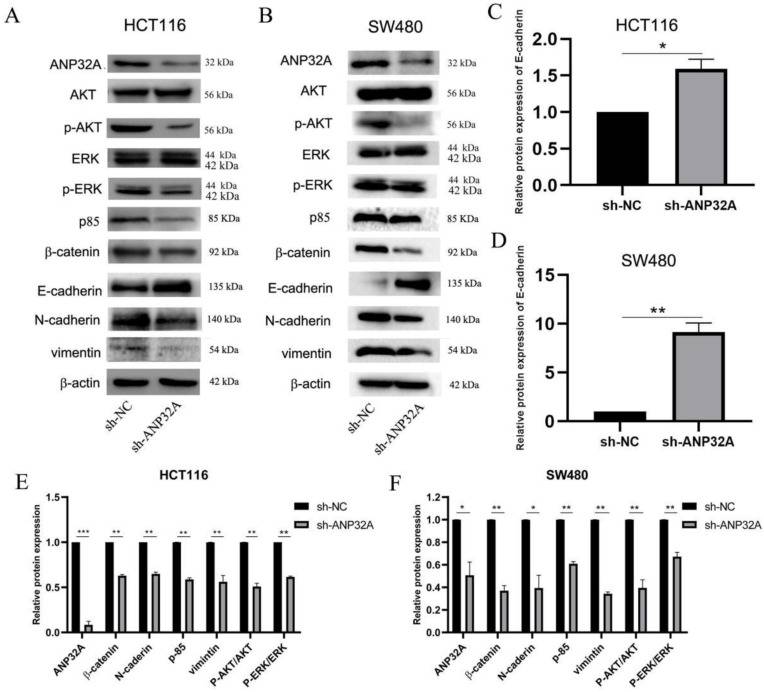 A
HCT116
ANP32A
32 kDa
AKT
56 kDa
p-AKT
56 kDa
ERK
44 kDa
42 kDa
p-ERK
44 kDa
42 kDa
p85
85 KDa
β-catenin
92 kDa
E-cadherin
135 kDa
N-cadherin
140 kDa
vimentin
54 kDa
β-actin
42 kDa
sh-NC
sh-ANP32A
B
SW480
ANP32A
32 kDa
AKT
56 kDa
p-AKT
56 kDa
ERK
44 kDa
42 kDa
p-ERK
44 kDa
42 kDa
p85
85 KDa
β-catenin
92 kDa
E-cadherin
135 kDa
N-cadherin
140 kDa
vimentin
54 kDa
β-actin
42 kDa
sh-NC
sh-ANP32A
C
HCT116
Relative protein expression of E-cadherin
2.0
1.5
1.0
0.5
0.0
*
sh-NC
sh-ANP32A
D
SW480
Relative protein expression of E-cadherin
15
10
5
0
**
sh-NC
sh-ANP32A
E
HCT116
Relative protein expression
1.5
1.0
0.5
0.0
*** ** ** ** ** ** **
sh-NC
sh-ANP32A
ANP32A
β-catenin
N-caderin
p-85
vimintin
P-AKT/AKT
P-ERK/ERK
F
SW480
Relative protein expression
1.2
1.0
0.8
0.6
0.4
0.2
0.0
* ** * ** ** ** **
sh-NC
sh-ANP32A
ANP32A
β-catenin
N-caderin
p-85
vimintin
P-AKT/AKT
P-ERK/ERK